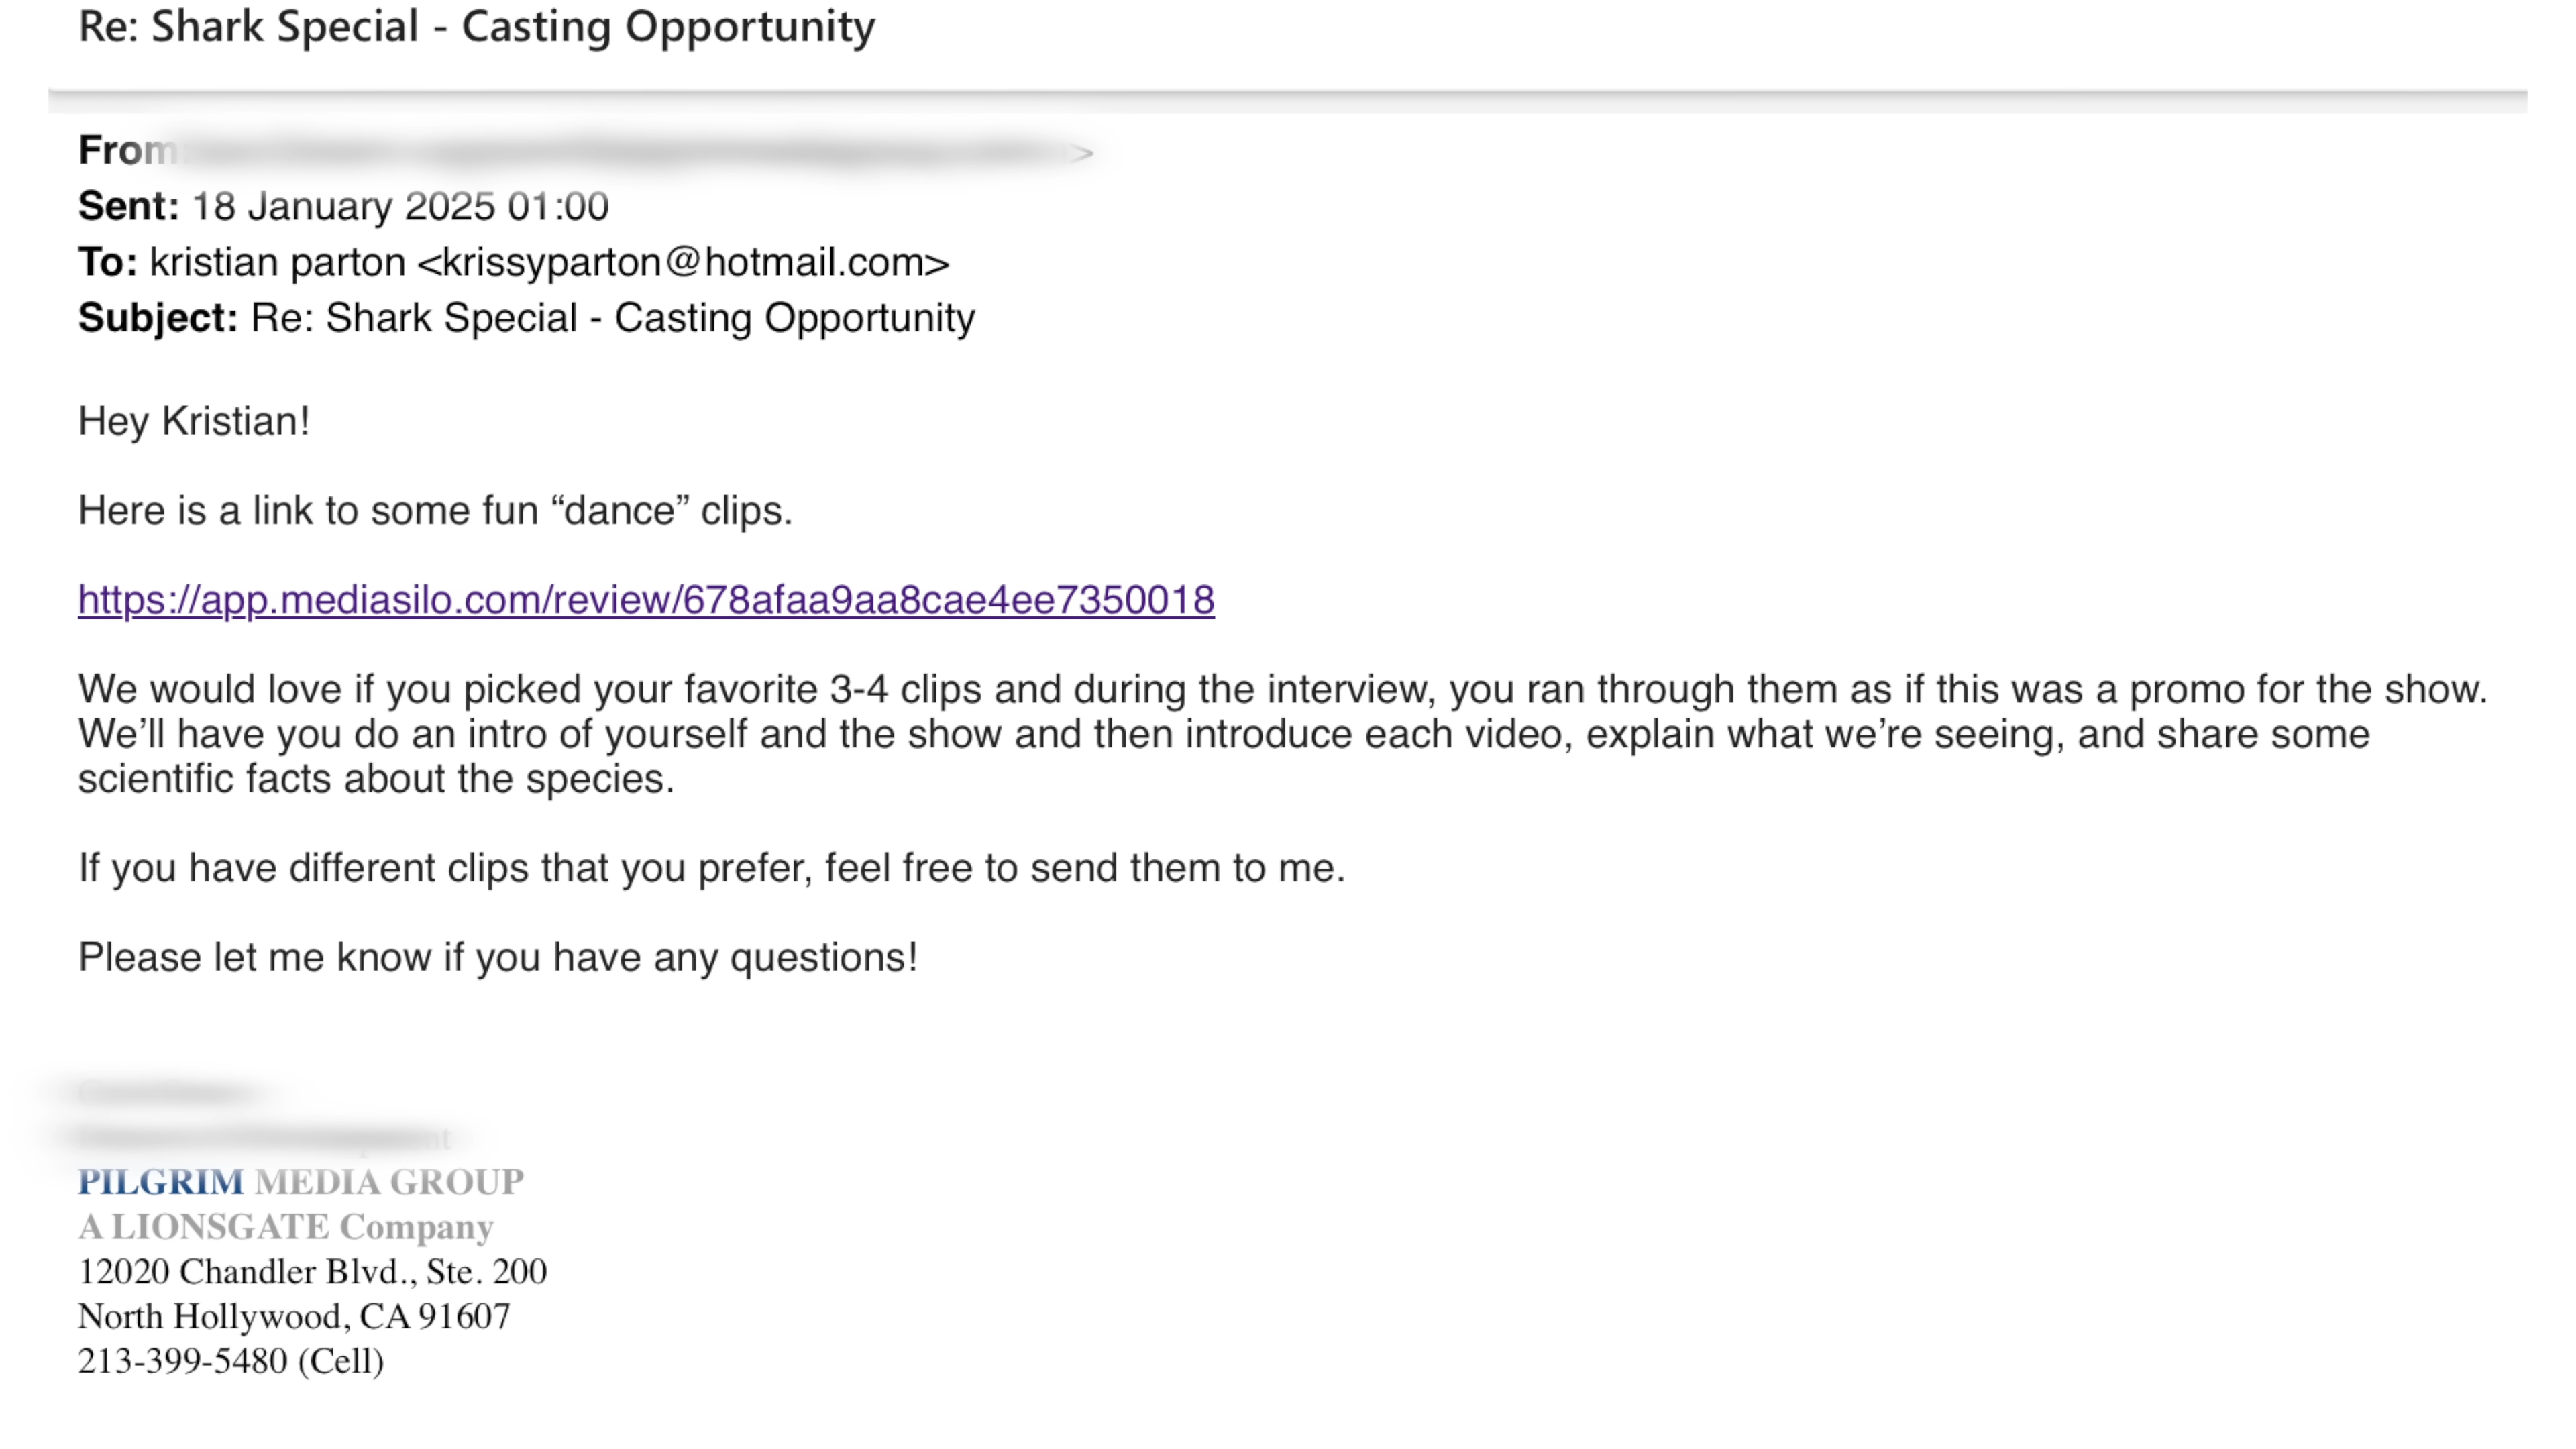 Re: Shark Special - Casting Opportunity
From
Sent: 18 January 2025 01:00
To: kristian parton <krissyparton@hotmail.com>
Subject: Re: Shark Special - Casting Opportunity
Hey Kristian!
Here is a link to some fun “dance” clips.
https://app.mediasilo.com/review/678afaa9aa8cae4ee7350018
We would love if you picked your favorite 3-4 clips and during the interview, you ran through them as if this was a promo for the show.
We’ll have you do an intro of yourself and the show and then introduce each video, explain what we’re seeing, and share some
scientific facts about the species.
If you have different clips that you prefer, feel free to send them to me.
Please let me know if you have any questions!
PILGRIM MEDIA GROUP
A LIONSGATE Company
12020 Chandler Blvd., Ste. 200
North Hollywood, CA 91607
213-399-5480 (Cell)